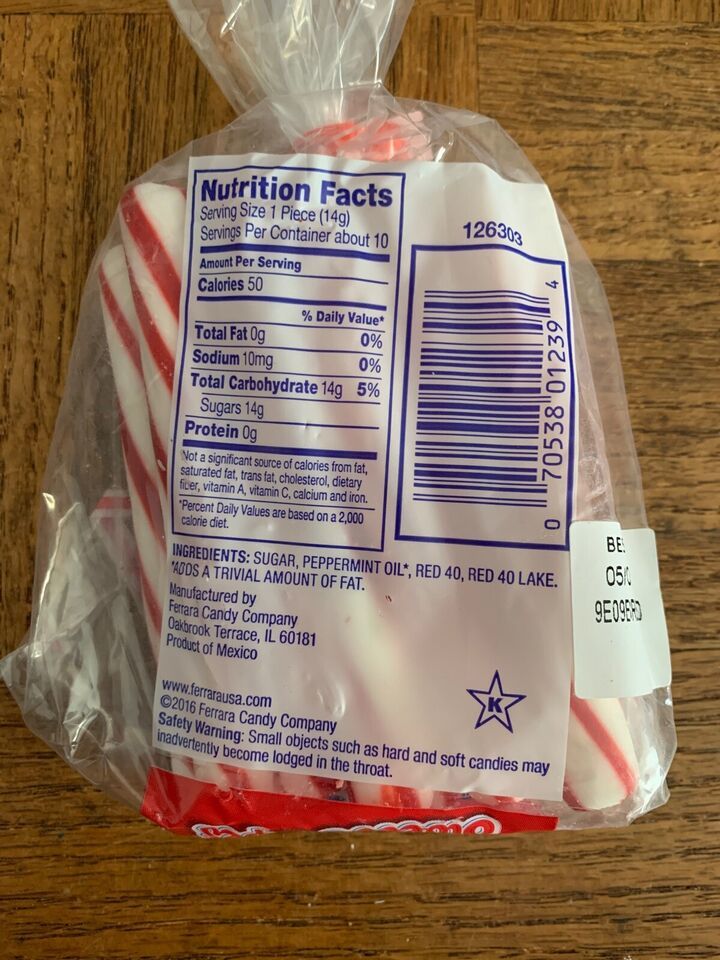 Nutrition Facts
Serving Size 1 Piece (14g)
Servings Per Container about 10
Amount Per Serving
Calories 50
% Daily Value*
Total Fat 0g 0%
Sodium 10mg 0%
Total Carbohydrate 14g 5%
Sugars 14g
Protein 0g
Not a significant source of calories from fat,
saturated fat, trans fat, cholesterol, dietary
fiber, vitamin A, vitamin C, calcium and iron.
*Percent Daily Values are based on a 2,000
calorie diet.
126303
0 70538 01239 4
INGREDIENTS: SUGAR, PEPPERMINT OIL*, RED 40, RED 40 LAKE.
*ADDS A TRIVIAL AMOUNT OF FAT.
Manufactured by
Ferrara Candy Company
Oakbrook Terrace, IL 60181
Product of Mexico
www.ferrarausa.com
©2016 Ferrara Candy Company
Safety Warning: Small objects such as hard and soft candies may
inadvertently become lodged in the throat.
K